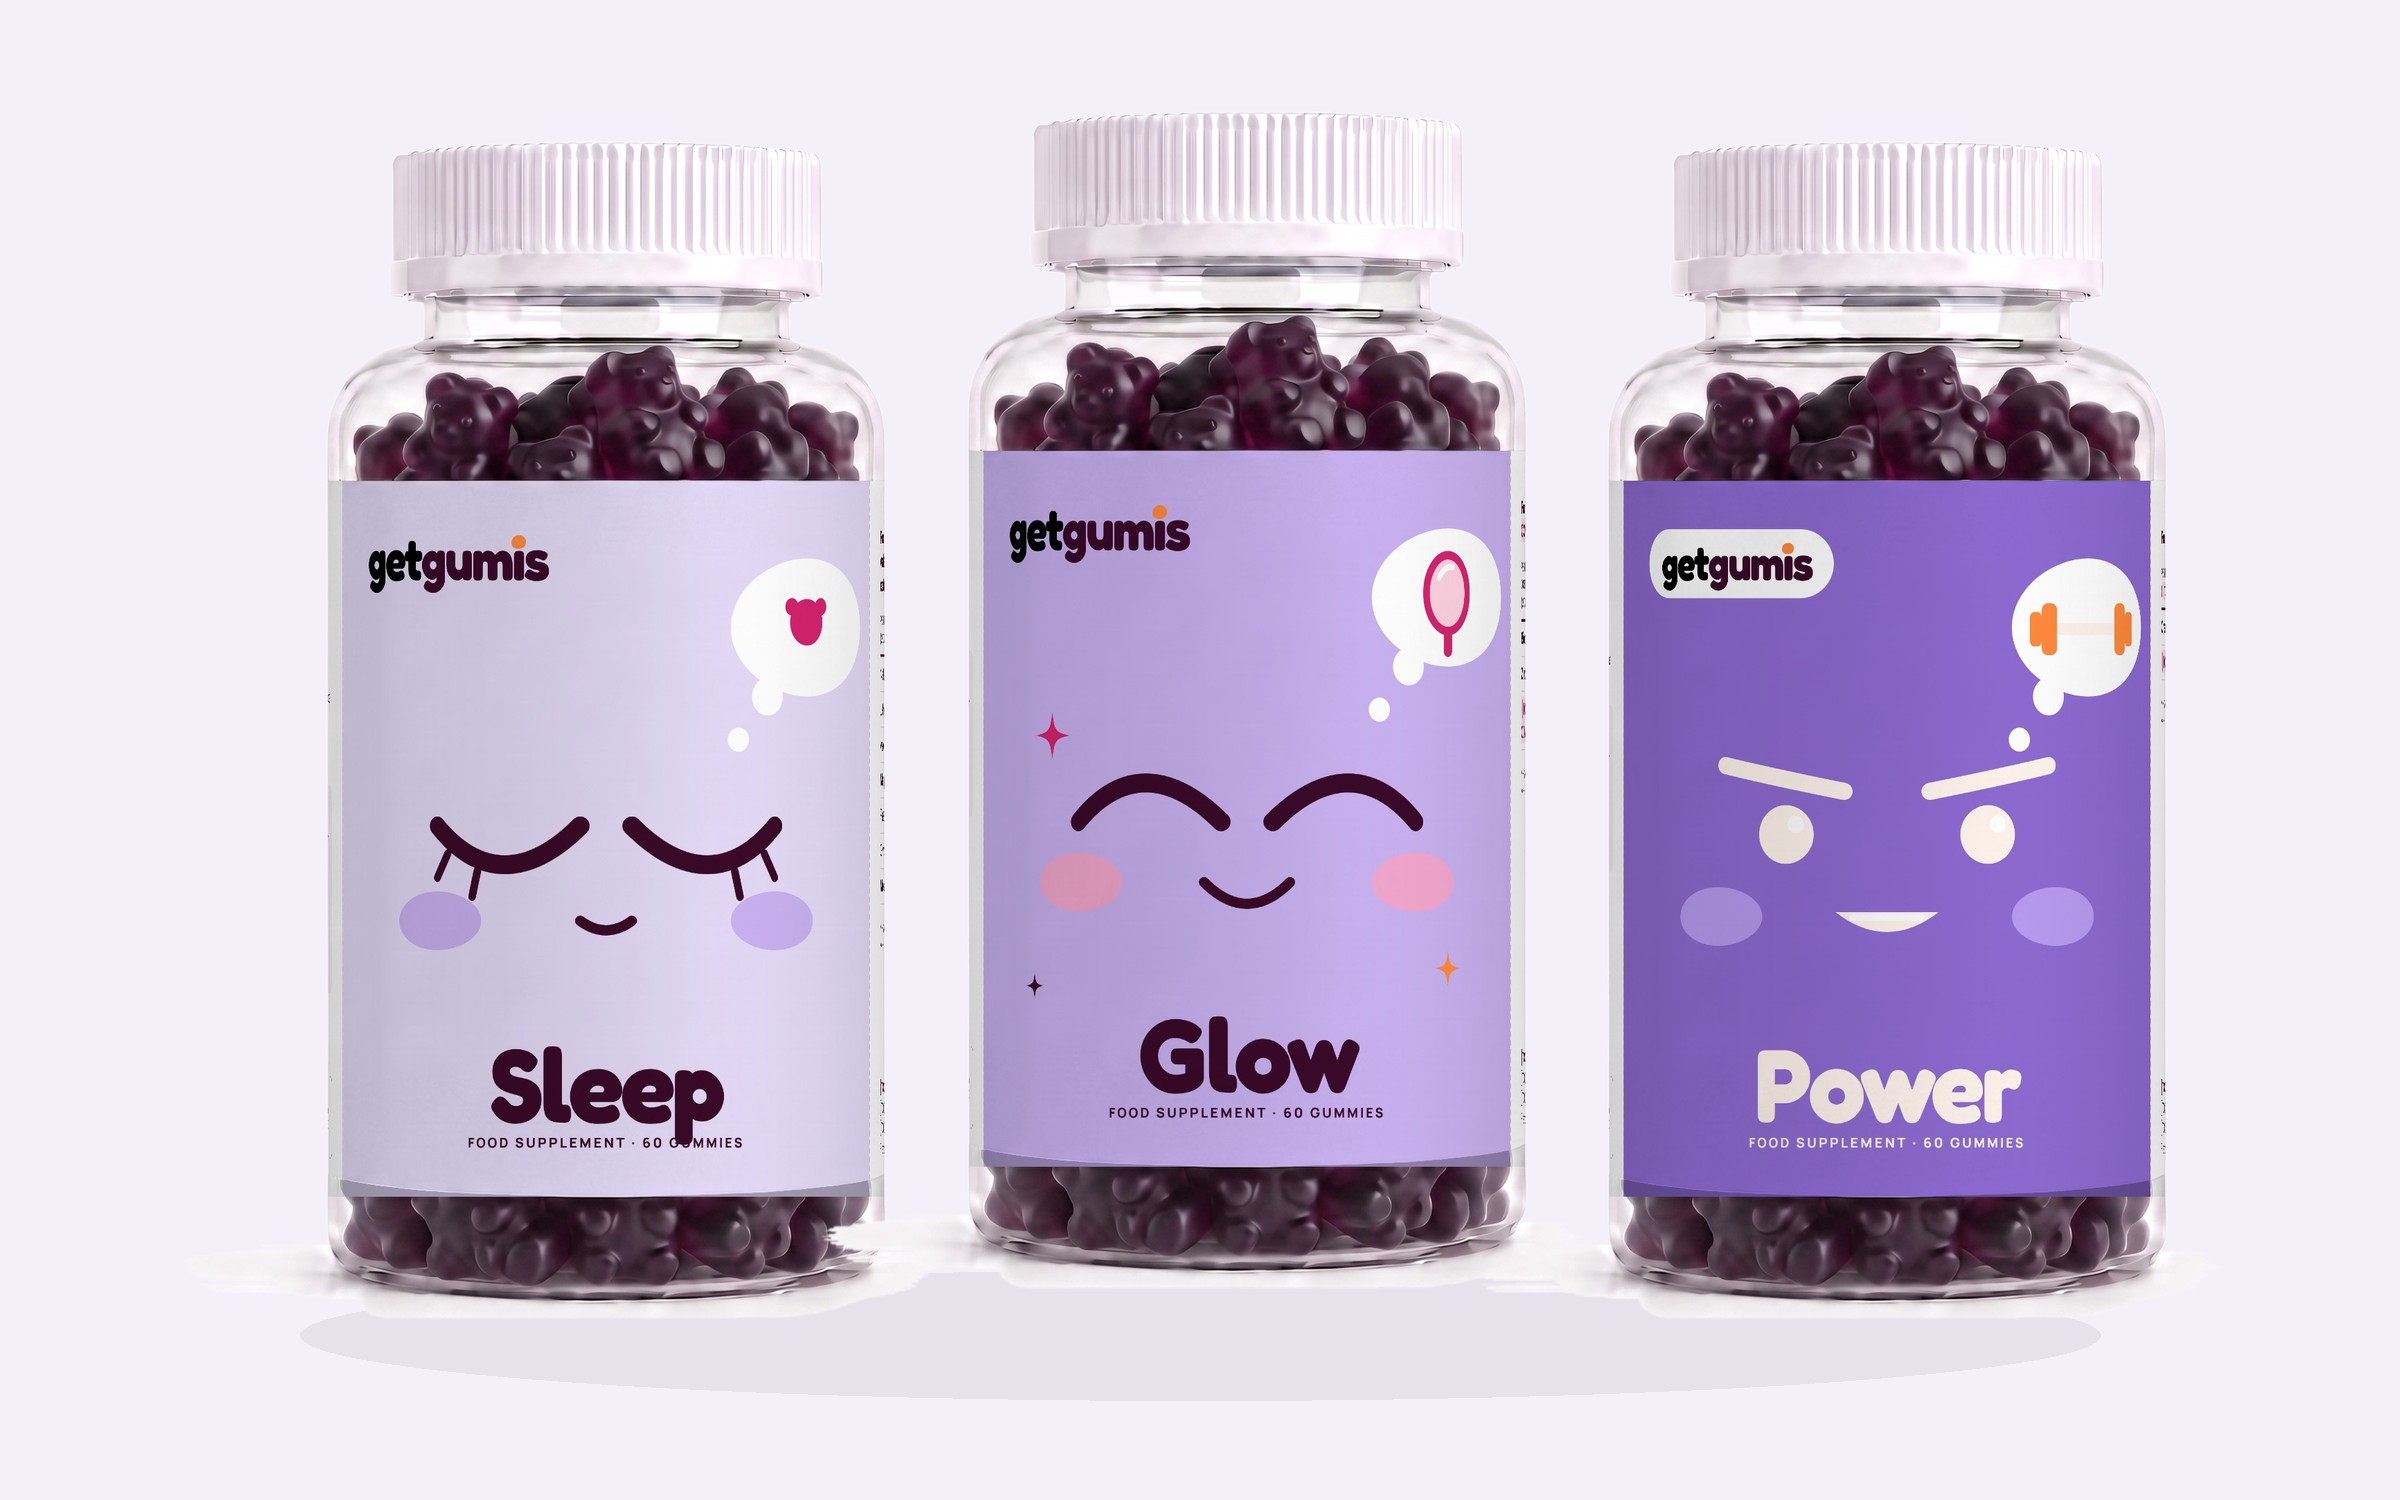 getgumis
Sleep
FOOD SUPPLEMENT · 60 GUMMIES
getgumis
Glow
FOOD SUPPLEMENT · 60 GUMMIES
getgumis
Power
FOOD SUPPLEMENT · 60 GUMMIES